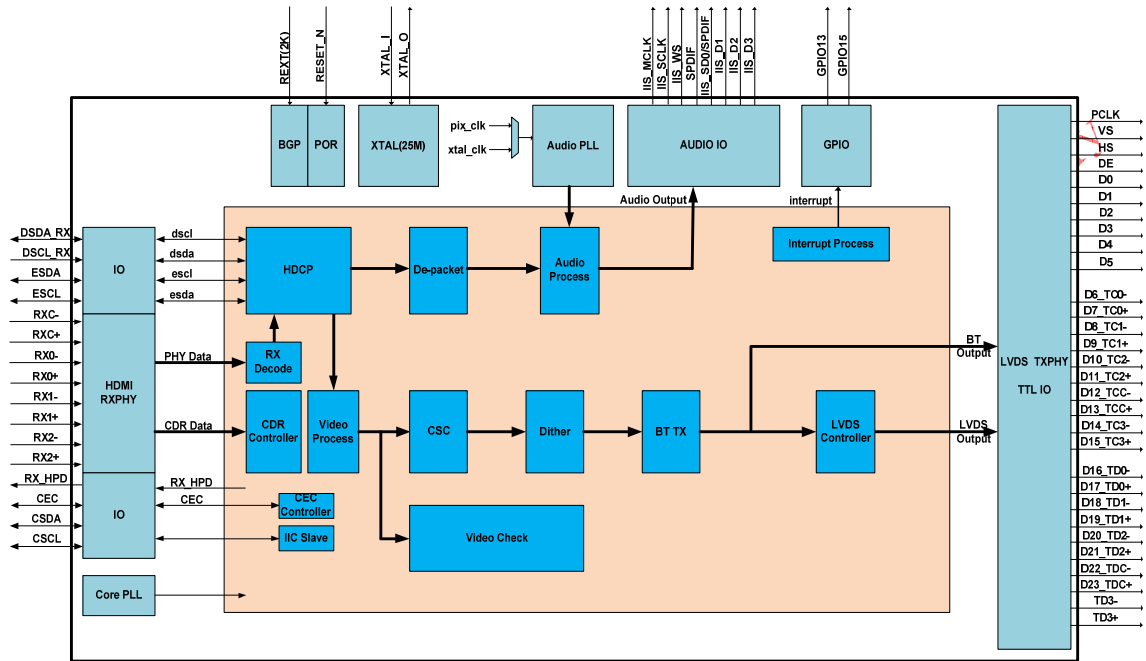 REXT(2K)
RESET_N
XTAL_I
XTAL_O
IIS_MCLK
IIS_SCLK
IIS_WS
SPDIF
IIS_SD0/SPDIF
IIS_D1
IIS_D2
IIS_D3
GPIO13
GPIO15
BGP
POR
XTAL(25M)
pix_clk
xtal_clk
Audio PLL
AUDIO IO
GPIO
Audio Output
interrupt
DSDA_RX
DSCL_RX
ESDA
ESCL
RXC-
RXC+
RX0-
RX0+
RX1-
RX1+
RX2-
RX2+
RX_HPD
CEC
CSDA
CSCL
IO
HDMI
RXPHY
IO
Core PLL
dscl
dsda
escl
esda
PHY Data
CDR Data
RX_HPD
CEC
HDCP
De-packet
Audio
Process
Interrupt Process
RX
Decode
CDR
Controller
Video
Process
CSC
Dither
BT TX
LVDS
Controller
CEC
Controller
IIC Slave
Video Check
BT
Output
LVDS
Output
LVDS TXPHY
TTL IO
PCLK
VS
HS
DE
D0
D1
D2
D3
D4
D5
D6_TC0-
D7_TC0+
D8_TC1-
D9_TC1+
D10_TC2-
D11_TC2+
D12_TCC-
D13_TCC+
D14_TC3-
D15_TC3+
D16_TD0-
D17_TD0+
D18_TD1-
D19_TD1+
D20_TD2-
D21_TD2+
D22_TDC-
D23_TDC+
TD3-
TD3+